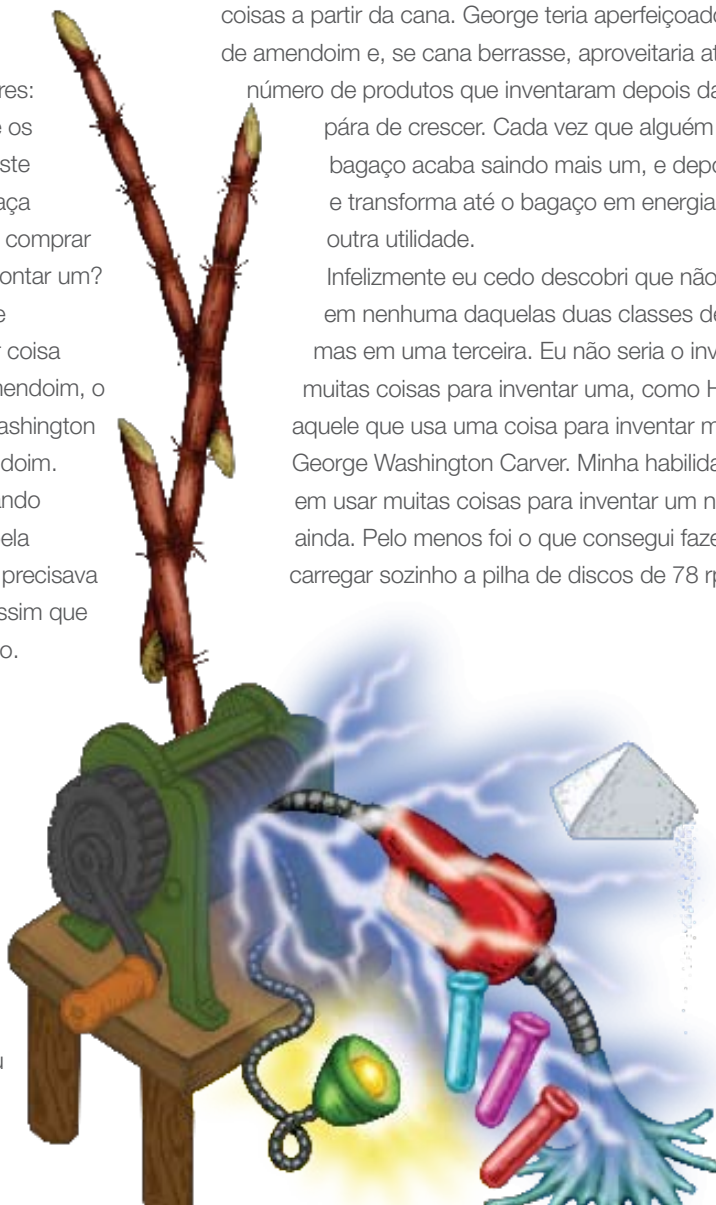 res:
e os
ste
aça
comprar
ontar um?
e
r coisa
nendoim, o
ashington
doim.
ando
ela
precisava
ssim que
o.
u
coisas a partir da cana. George teria aperfeiçoado
de amendoim e, se cana berrasse, aproveitaria at
número de produtos que inventaram depois da
pára de crescer. Cada vez que alguém
bagaço acaba saindo mais um, e depo
e transforma até o bagaço em energia
outra utilidade.
Infelizmente eu cedo descobri que não
em nenhuma daquelas duas classes de
mas em uma terceira. Eu não seria o inv
muitas coisas para inventar uma, como H
aquele que usa uma coisa para inventar m
George Washington Carver. Minha habilida
em usar muitas coisas para inventar um n
ainda. Pelo menos foi o que consegui faze
carregar sozinho a pilha de discos de 78 rp